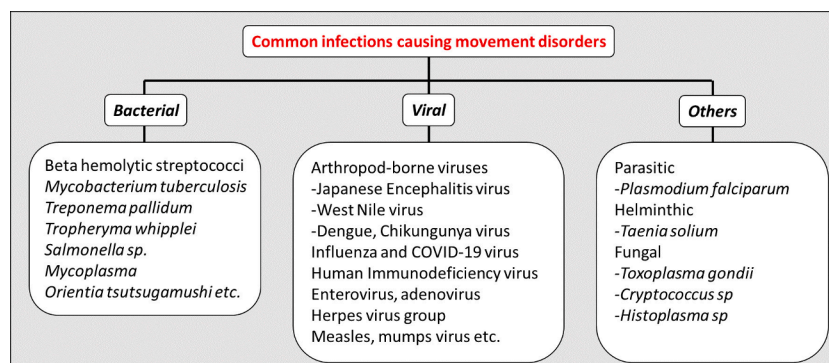 Common infections causing movement disorders
Bacterial
Beta hemolytic streptococci
Mycobacterium tuberculosis
Treponema pallidum
Tropheryma whipplei
Salmonella sp.
Mycoplasma
Orientia tsutsugamushi etc.
Viral
Arthropod-borne viruses
-Japanese Encephalitis virus
-West Nile virus
-Dengue, Chikungunya virus
Influenza and COVID-19 virus
Human Immunodeficiency virus
Enterovirus, adenovirus
Herpes virus group
Measles, mumps virus etc.
Others
Parasitic
-Plasmodium falciparum
Helminthic
-Taenia solium
Fungal
-Toxoplasma gondii
-Cryptococcus sp
-Histoplasma sp